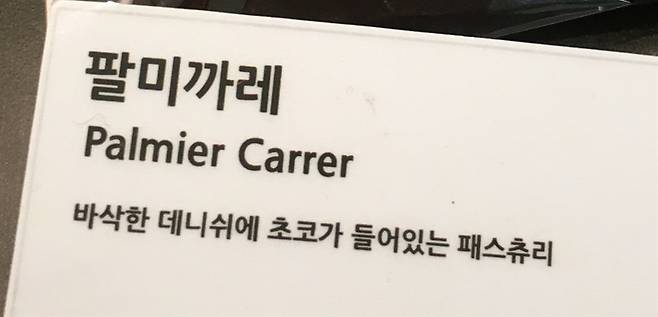 팔미까레
Palmier Carrer
바삭한 데니쉬에 초코가 들어있는 패스츄리